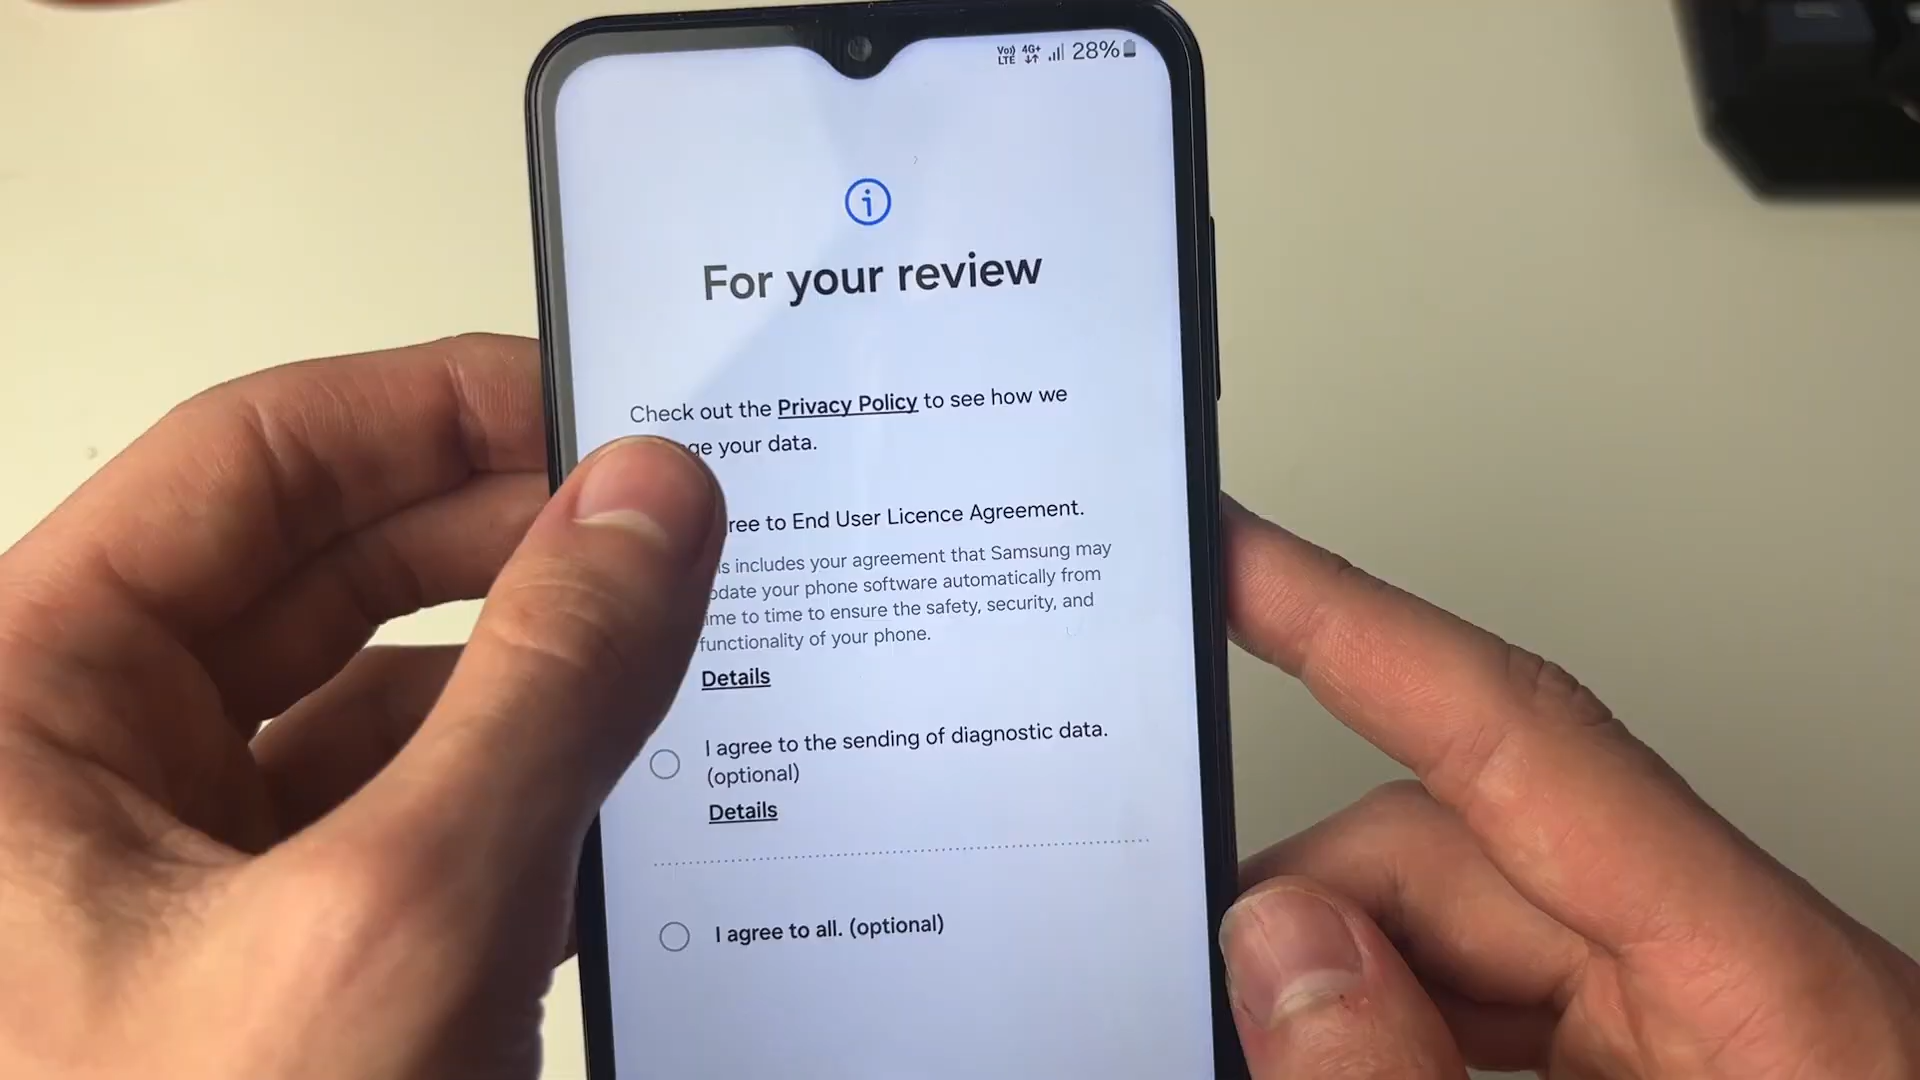 Vo)) LTE 4G+ 28%
For your review
Check out the Privacy Policy to see how we
your data.
to End User Licence Agreement.
includes your agreement that Samsung may
your phone software automatically from
to time to ensure the safety, security, and
functionality of your phone.
Details
I agree to the sending of diagnostic data.
(optional)
Details
I agree to all. (optional)